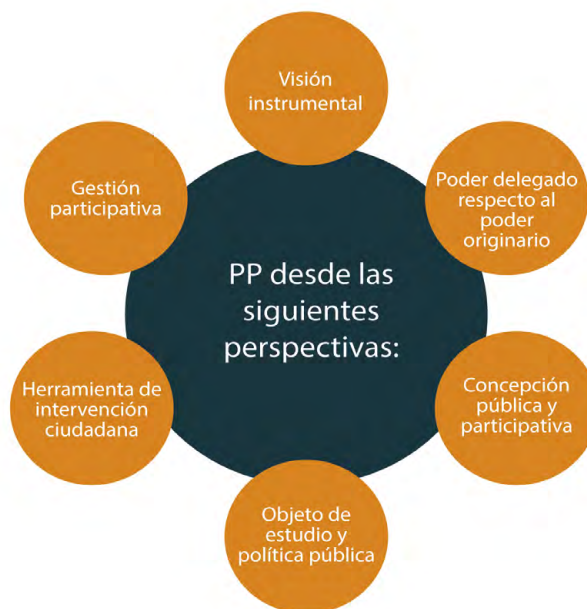 Visión
instrumental
Poder delegado
respecto al
poder
originario
Concepción
pública y
participativa
Objeto de
estudio y
política pública
Herramienta de
intervención
ciudadana
Gestión
participativa
PP desde las
siguientes
perspectivas: